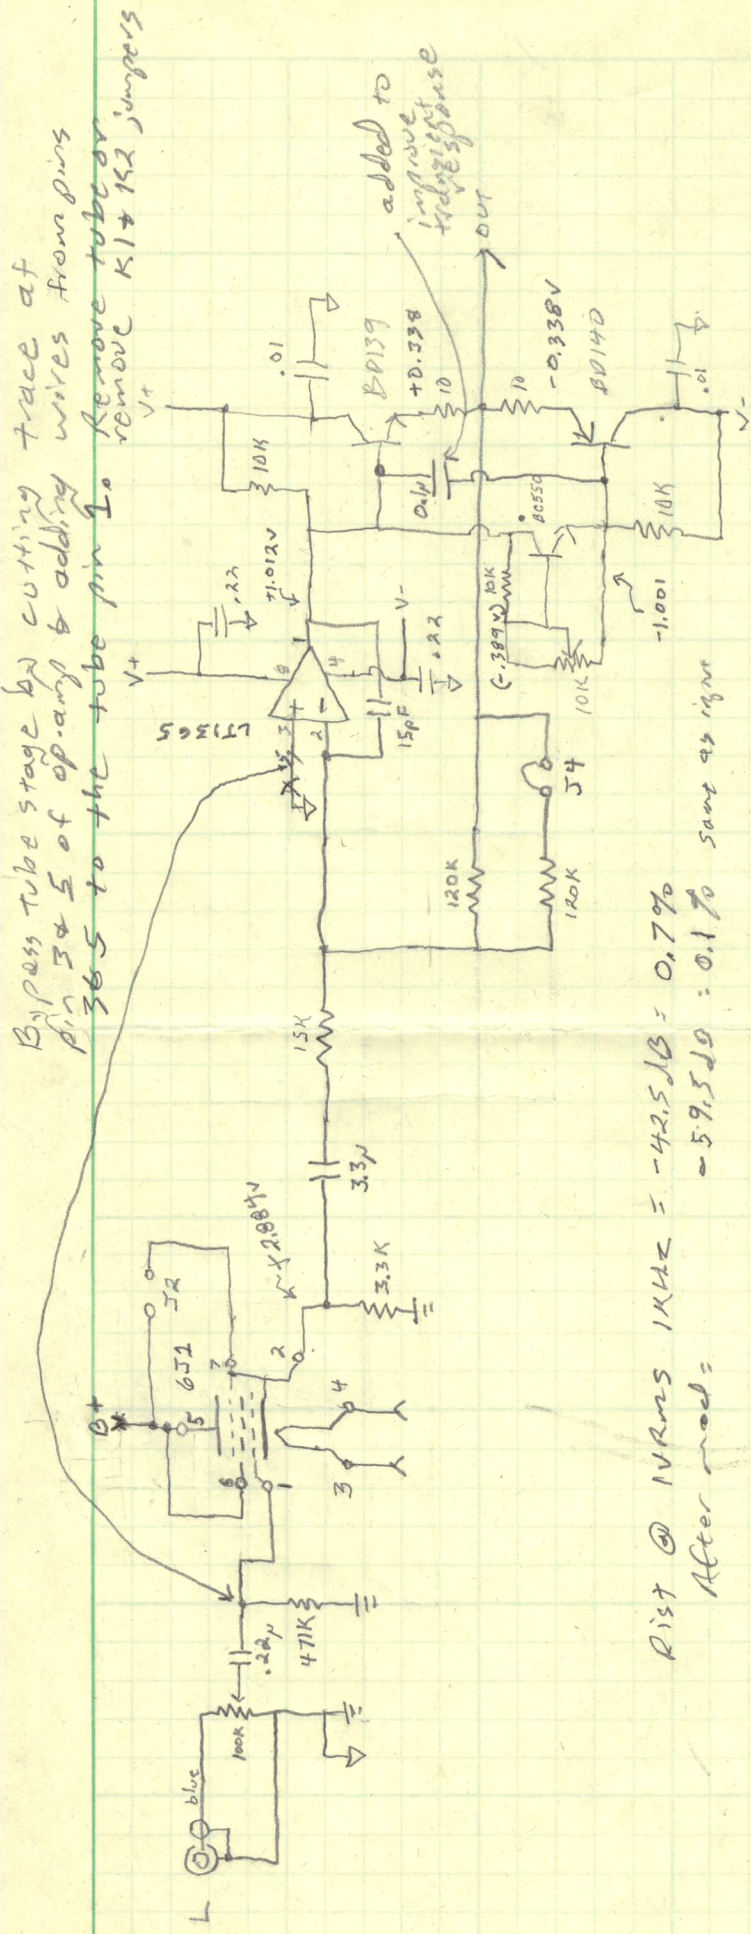 Bypass tube stage by cutting trace at
pin 3 & 5 of op-amp & adding wires from pins
3 & 5 to the tube pin 1. Remove tube or
remove K1 & K2 jumpers
L
blue
100K
.22µ
471K
B+
J2
6J1
5
6
7
1
2
3
4
2.884V
3.3K
3.3µ
15K
LT1365
V+
.22
3
2
8
1
4
+1.012V
15pF
V-
.22
120K
120K
J4
V+
10K
.01
BD139
+0.338
10
0.1µ
added to
improve
transient
response
OUT
10
-0.338V
BD140
BC550
10K
(-.389V)
10K
10K
-1.001
.01
V-
Dist @ 1VRMS 1KHz = -42.5dB = 0.7%
After mod = -59.5dB = 0.1% same as